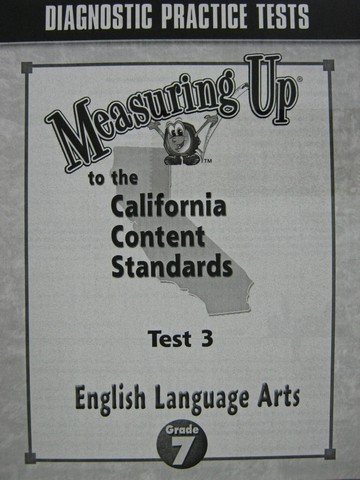 DIAGNOSTIC PRACTICE TESTS
Measuring Up®
TM
to the
California
Content
Standards
Test 3
English Language Arts
Grade
7